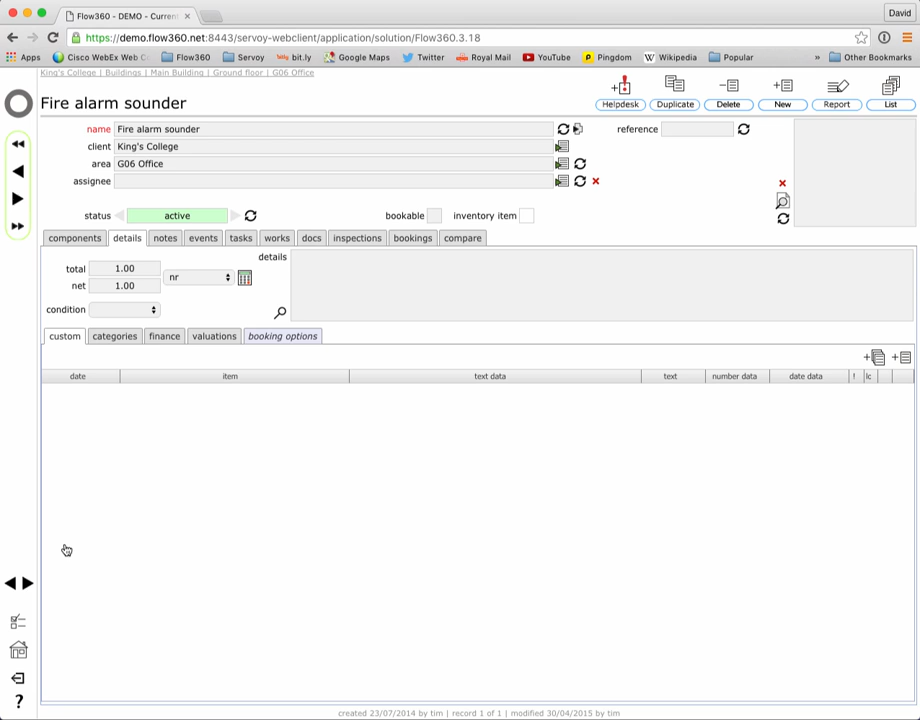 Flow360 - DEMO - Current
David
https://demo.flow360.net:8443/servoy-webclient/application/solution/Flow360.3.18
Apps Cisco WebEx Web C Flow360 Servoy bit.ly Google Maps Twitter Royal Mail YouTube Pingdom Wikipedia Popular » Other Bookmarks
King's College | Buildings | Main Building | Ground floor | G06 Office
Fire alarm sounder
Helpdesk Duplicate Delete New Report List
name Fire alarm sounder reference
client King's College
area G06 Office
assignee
status active bookable inventory item
components details notes events tasks works docs inspections bookings compare
details
total 1.00
nr
net 1.00
condition
custom categories finance valuations booking options
date item text data text number data date data ! lc
?
created 23/07/2014 by tim | record 1 of 1 | modified 30/04/2015 by tim